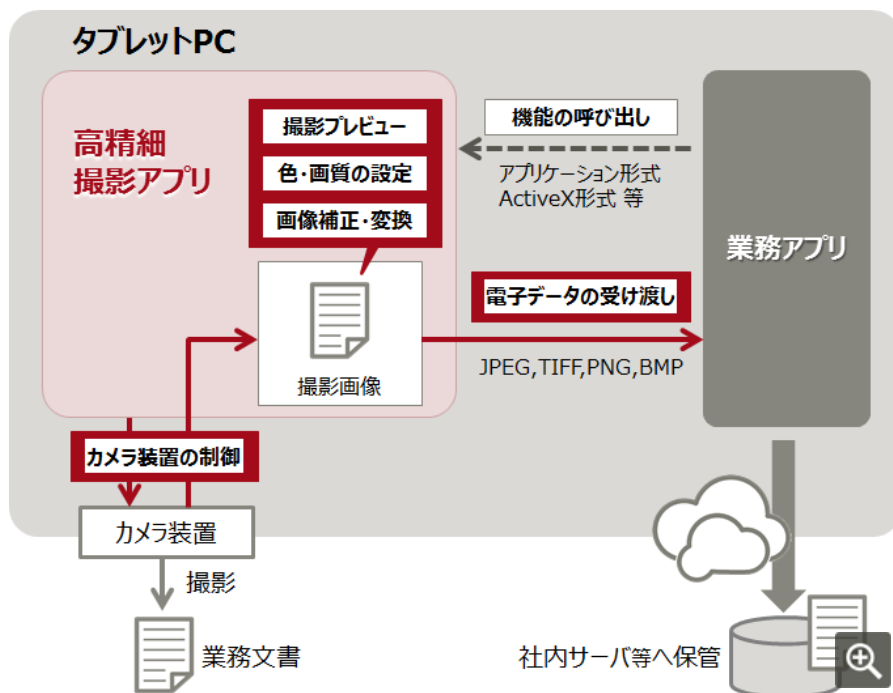 タブレットPC
高精細
撮影アプリ
撮影プレビュー
色・画質の設定
画像補正・変換
撮影画像
機能の呼び出し
アプリケーション形式
ActiveX形式 等
業務アプリ
電子データの受け渡し
JPEG,TIFF,PNG,BMP
カメラ装置の制御
カメラ装置
撮影
業務文書
社内サーバ等へ保管